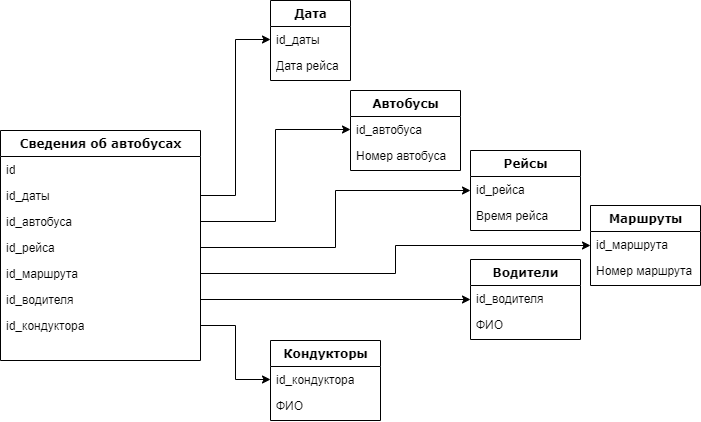 Дата
id_даты
Дата рейса
Автобусы
id_автобуса
Номер автобуса
Сведения об автобусах
id
id_даты
id_автобуса
id_рейса
id_маршрута
id_водителя
id_кондуктора
Рейсы
id_рейса
Время рейса
Маршруты
id_маршрута
Номер маршрута
Водители
id_водителя
ФИО
Кондукторы
id_кондуктора
ФИО